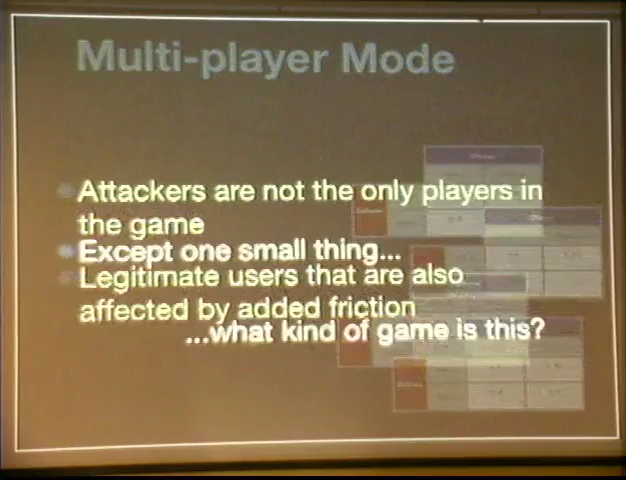 Multi-player Mode
Attackers are not the only players in
the game
Except one small thing...
Legitimate users that are also
affected by added friction
...what kind of game is this?